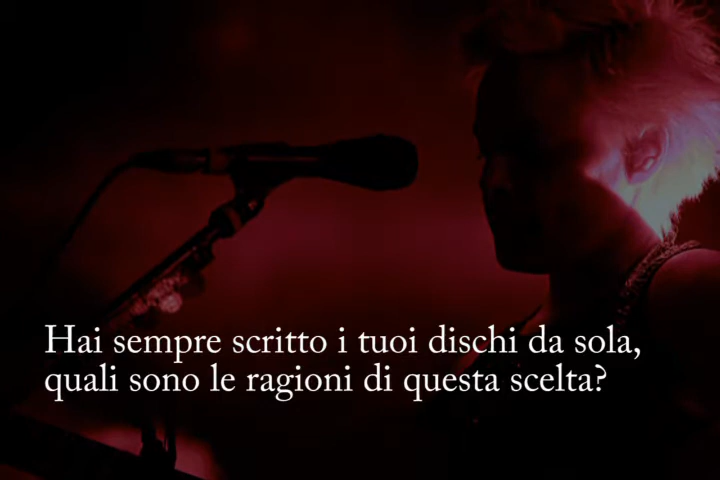 Hai sempre scritto i tuoi dischi da sola,
quali sono le ragioni di questa scelta?